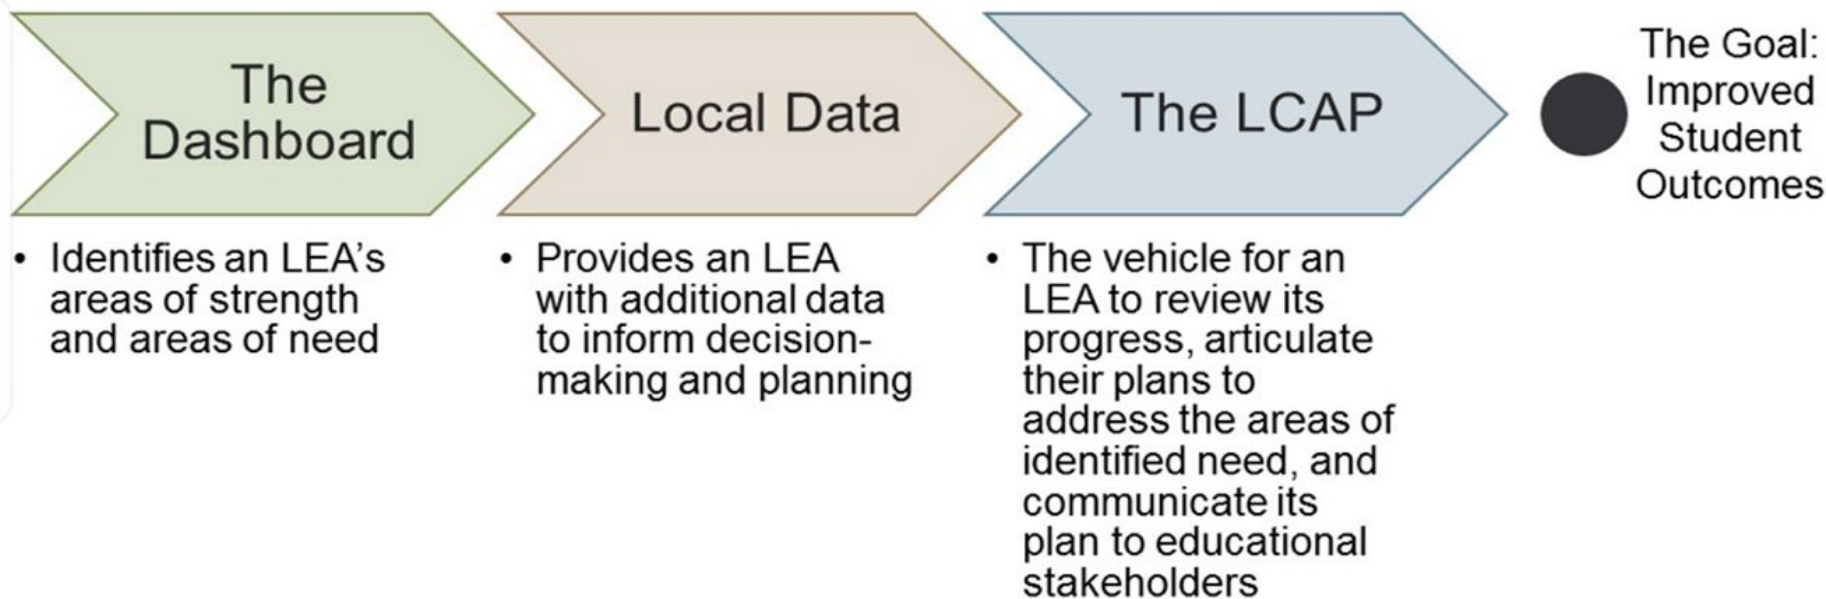 The
Dashboard
• Identifies an LEA’s
areas of strength
and areas of need
Local Data
• Provides an LEA
with additional data
to inform decision-
making and planning
The LCAP
• The vehicle for an
LEA to review its
progress, articulate
their plans to
address the areas of
identified need, and
communicate its
plan to educational
stakeholders
The Goal:
Improved
Student
Outcomes